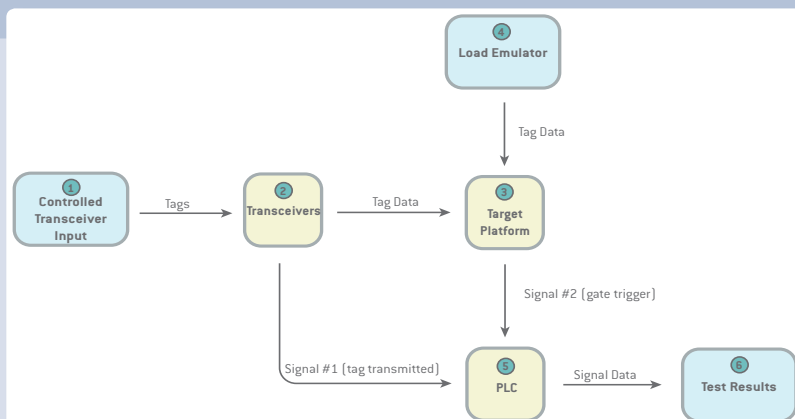 4
Load Emulator
Tag Data
1
Controlled
Transceiver
Input
Tags
2
Transceivers
Tag Data
3
Target
Platform
Signal #2 (gate trigger)
Signal #1 (tag transmitted)
5
PLC
Signal Data
6
Test Results